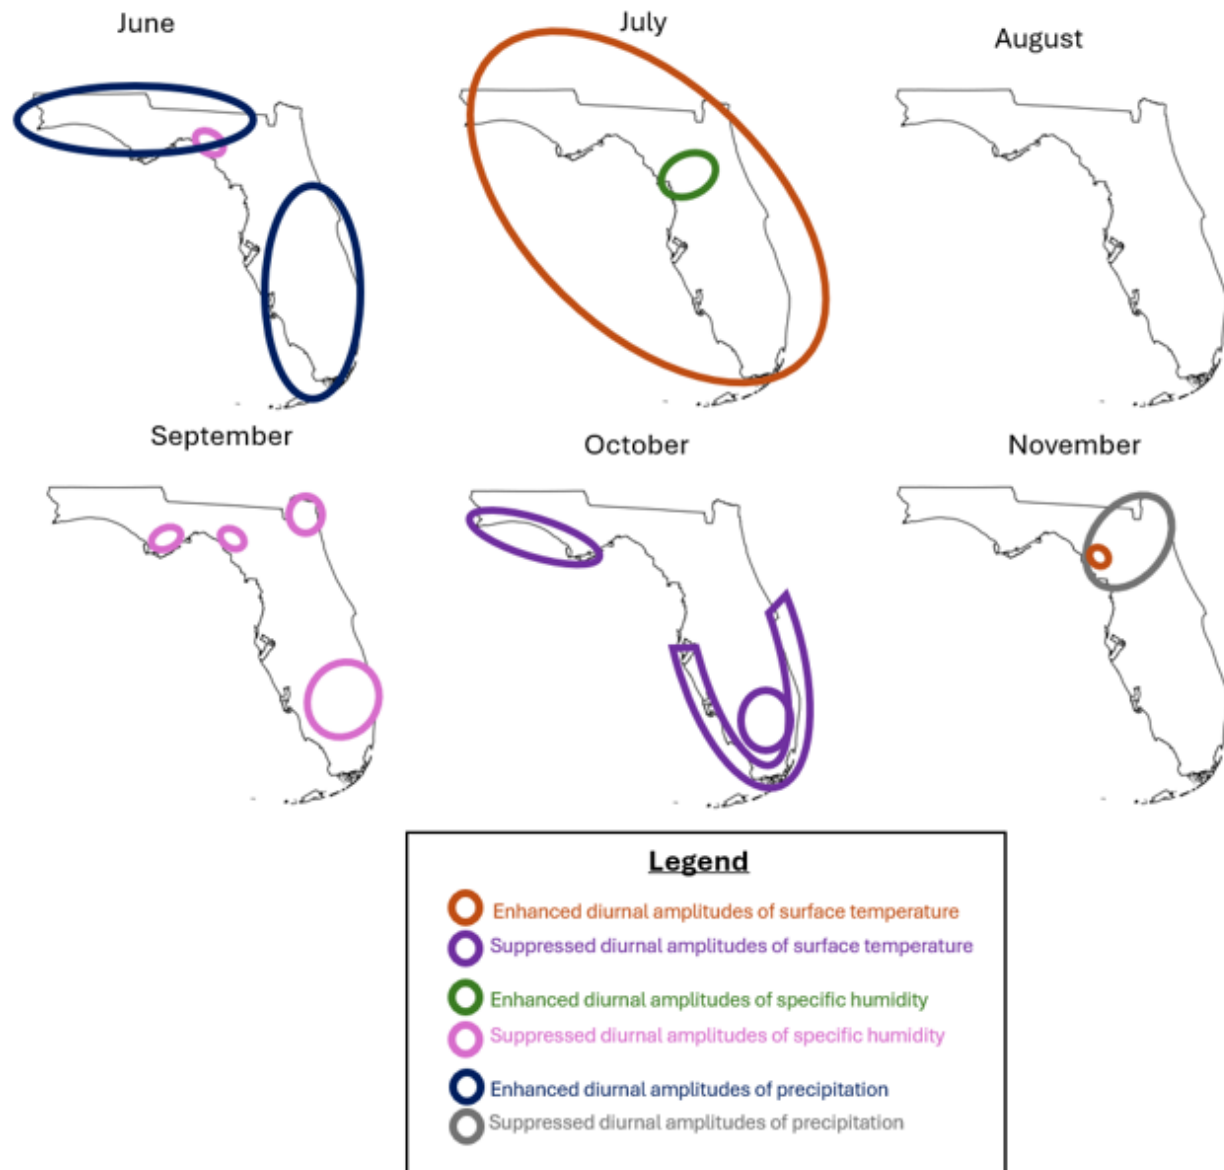 June
July
August
September
October
November
Legend
Enhanced diurnal amplitudes of surface temperature
Suppressed diurnal amplitudes of surface temperature
Enhanced diurnal amplitudes of specific humidity
Suppressed diurnal amplitudes of specific humidity
Enhanced diurnal amplitudes of precipitation
Suppressed diurnal amplitudes of precipitation